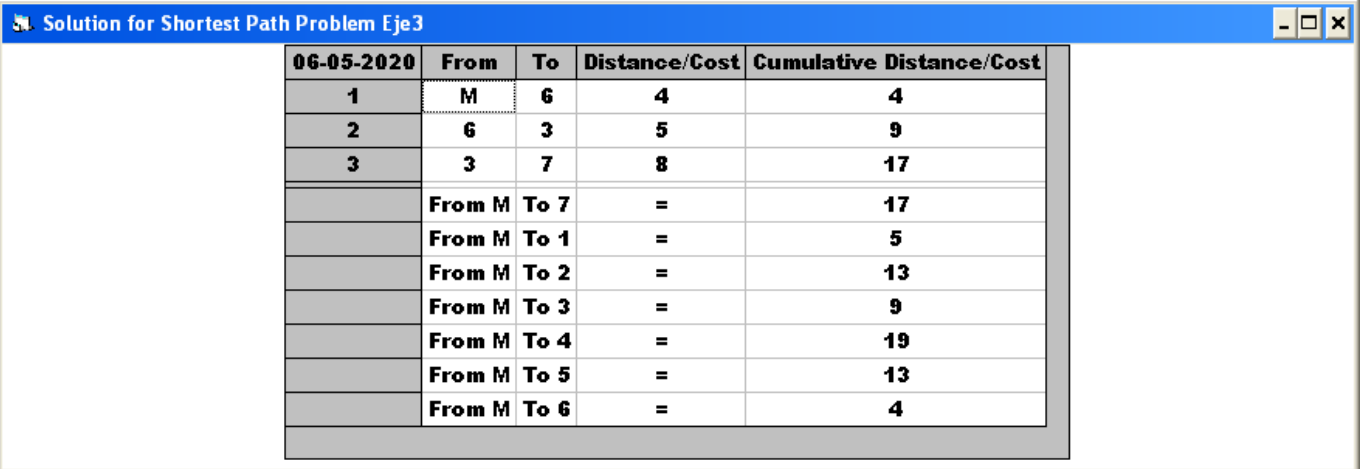 Solution for Shortest Path Problem Eje3
06-05-2020 From To Distance/Cost Cumulative Distance/Cost
1 M 6 4 4
2 6 3 5 9
3 3 7 8 17
From M To 7 = 17
From M To 1 = 5
From M To 2 = 13
From M To 3 = 9
From M To 4 = 19
From M To 5 = 13
From M To 6 = 4